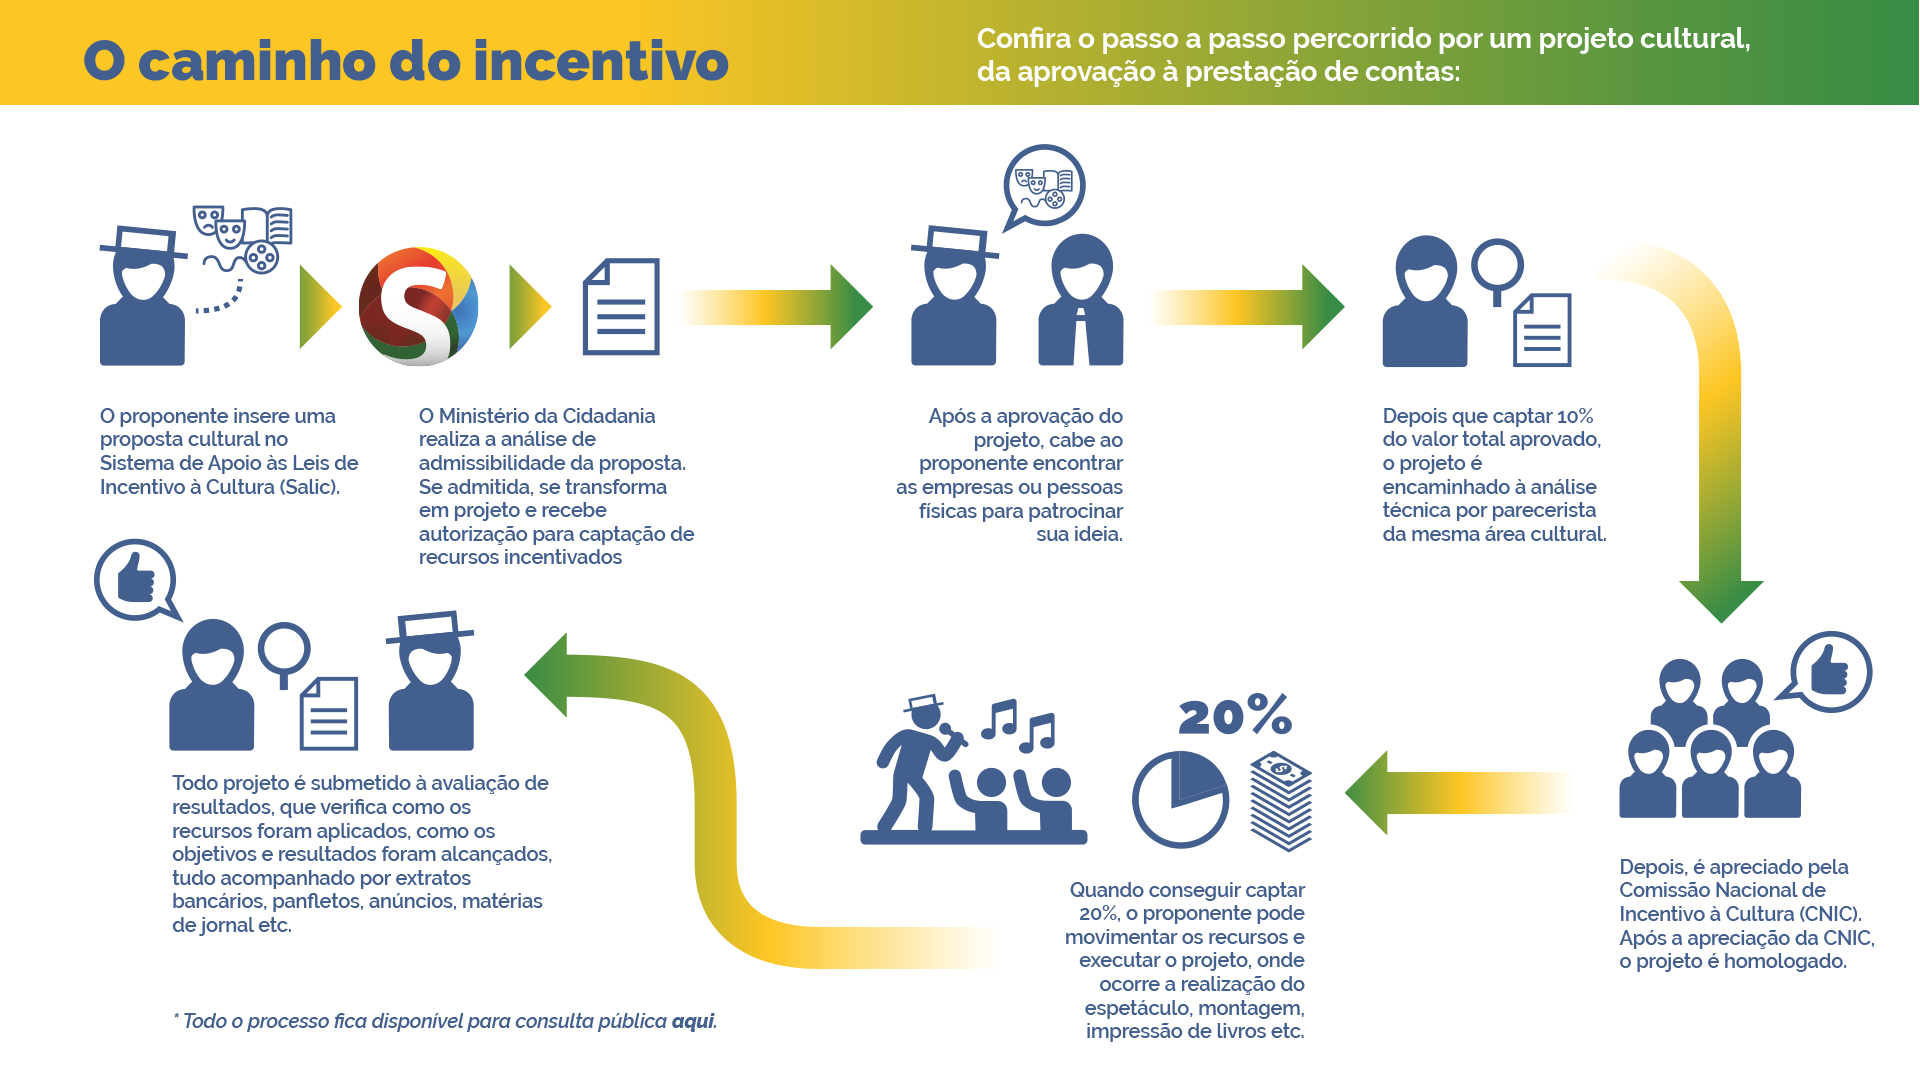 O caminho do incentivo
Confira o passo a passo percorrido por um projeto cultural,
da aprovação à prestação de contas:
S
O proponente insere uma
proposta cultural no
Sistema de Apoio às Leis de
Incentivo à Cultura (Salic).
O Ministério da Cidadania
realiza a análise de
admissibilidade da proposta.
Se admitida, se transforma
em projeto e recebe
autorização para captação de
recursos incentivados
Após a aprovação do
projeto, cabe ao
proponente encontrar
as empresas ou pessoas
físicas para patrocinar
sua ideia.
Depois que captar 10%
do valor total aprovado,
o projeto é
encaminhado à análise
técnica por parecerista
da mesma área cultural.
Depois, é apreciado pela
Comissão Nacional de
Incentivo à Cultura (CNIC).
Após a apreciação da CNIC,
o projeto é homologado.
20%
$
Quando conseguir captar
20%, o proponente pode
movimentar os recursos e
executar o projeto, onde
ocorre a realização do
espetáculo, montagem,
impressão de livros etc.
Todo projeto é submetido à avaliação de
resultados, que verifica como os
recursos foram aplicados, como os
objetivos e resultados foram alcançados,
tudo acompanhado por extratos
bancários, panfletos, anúncios, matérias
de jornal etc.
* Todo o processo fica disponível para consulta pública aqui.